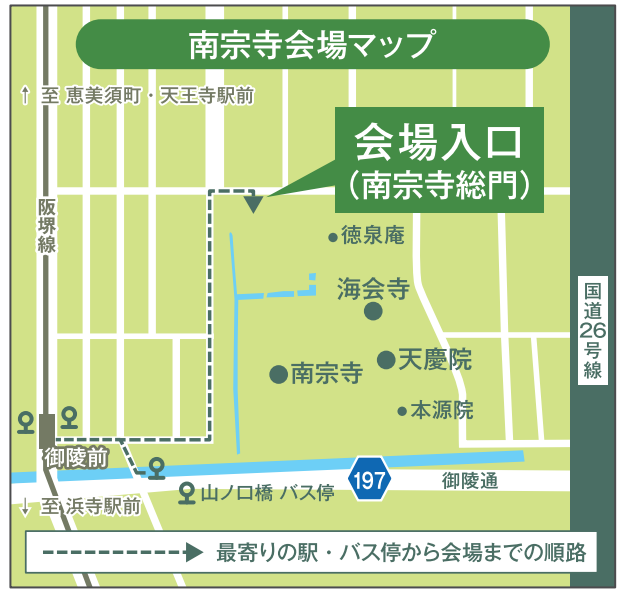 南宗寺会場マップ
↑ 至 恵美須町・天王寺駅前
会場入口
（南宗寺総門）
阪堺線
徳泉庵
海会寺
国道26号線
天慶院
南宗寺
本源院
御陵前
197
御陵通
山ノ口橋 バス停
↓ 至 浜寺駅前
最寄りの駅・バス停から会場までの順路